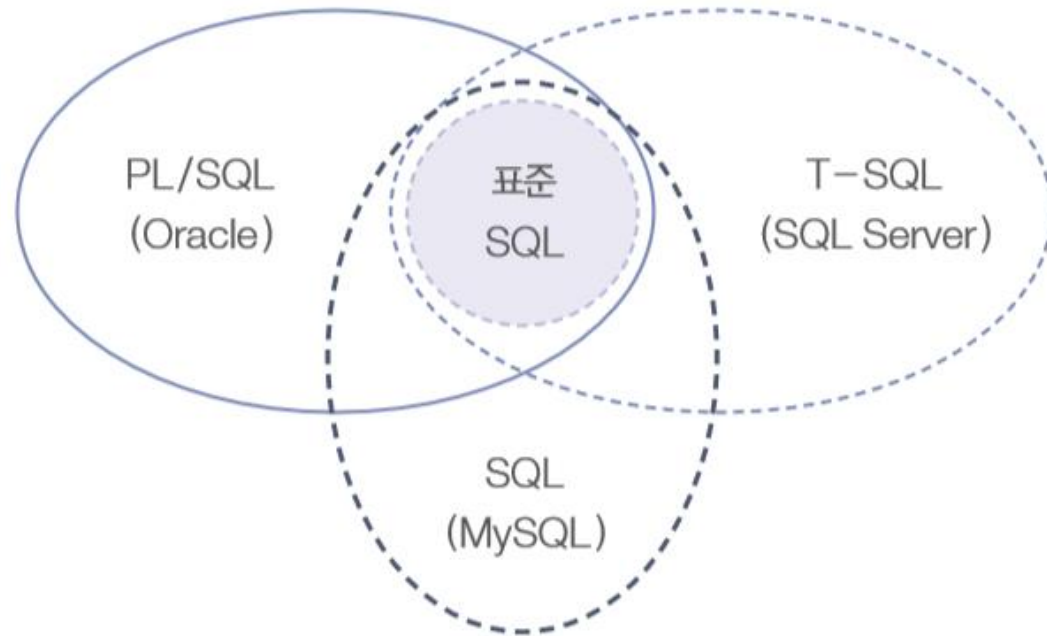 PL/SQL
(Oracle)
표준
SQL
T-SQL
(SQL Server)
SQL
(MySQL)